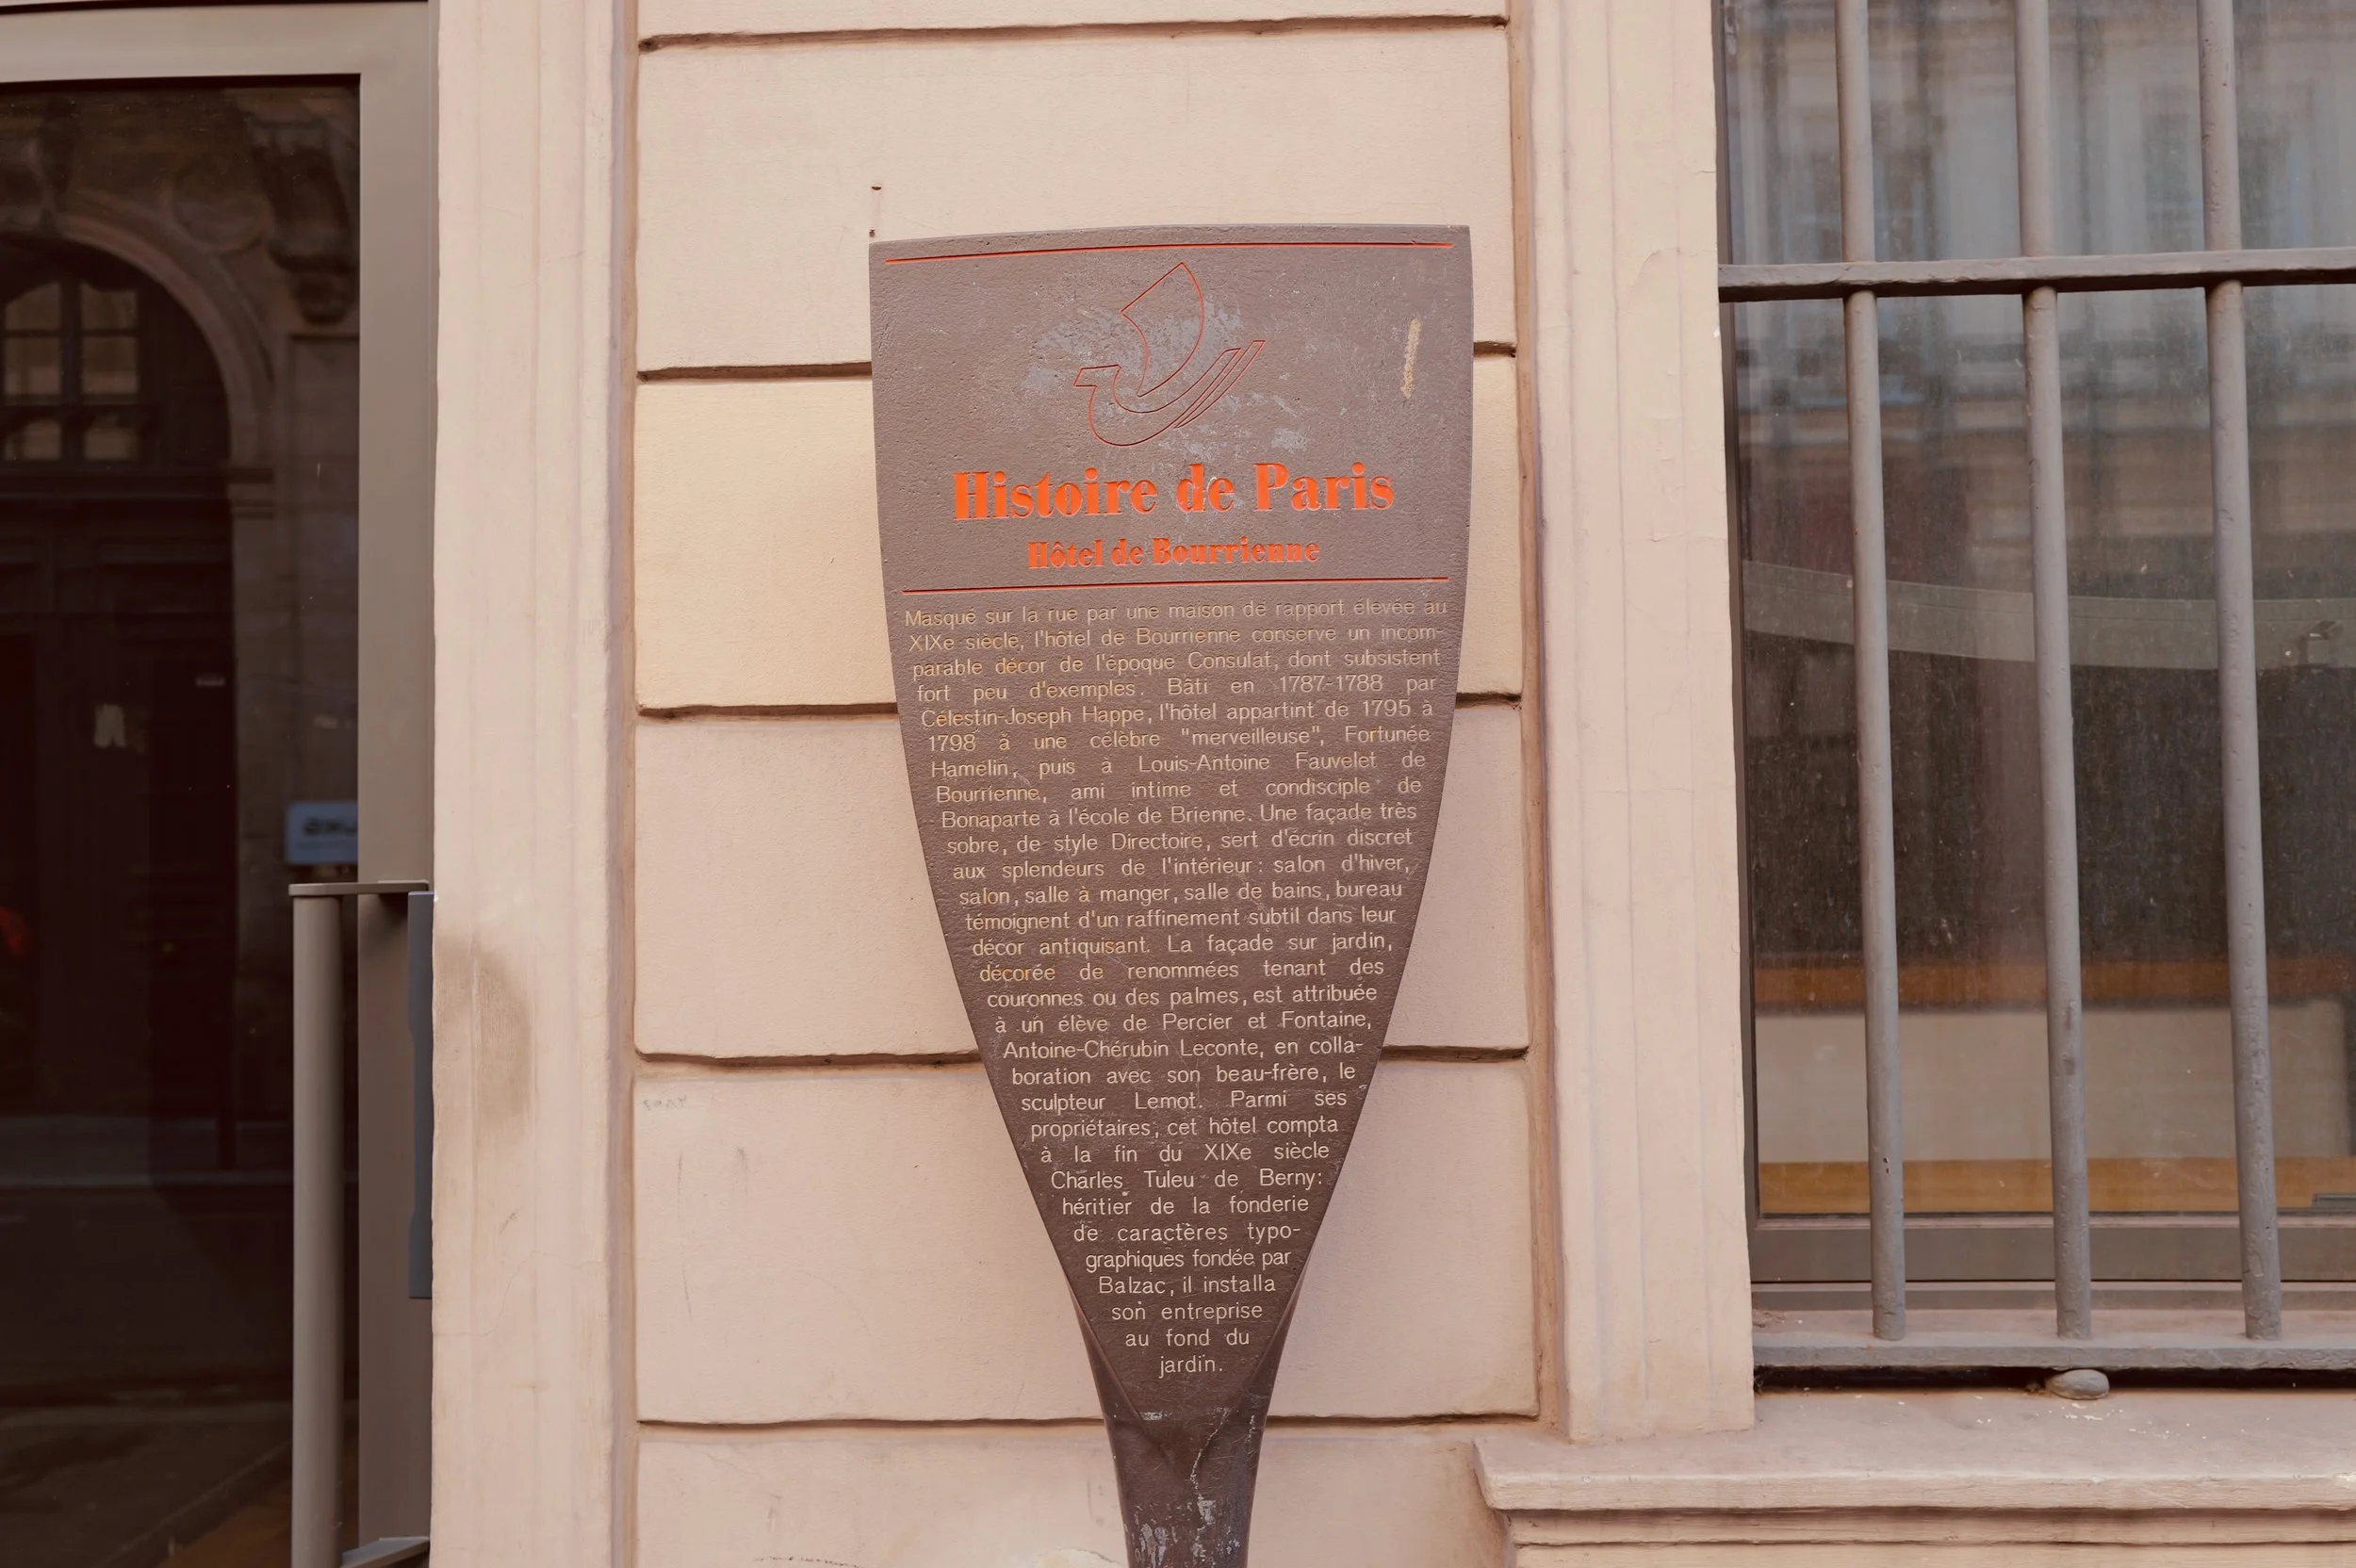 Histoire de Paris
Hôtel de Bourrienne
Masqué sur la rue par une maison de rapport élevée au
XIXe siècle, l'hôtel de Bourrienne conserve un incom-
parable décor de l'époque Consulat, dont subsistent
fort peu d'exemples. Bâti en 1787-1788 par
Célestin-Joseph Happe, l'hôtel appartint de 1795 à
1798 à une célèbre "merveilleuse", Fortunée
Hamelin, puis à Louis-Antoine Fauvelet de
Bourrienne, ami intime et condisciple de
Bonaparte à l'école de Brienne. Une façade très
sobre, de style Directoire, sert d'écrin discret
aux splendeurs de l'intérieur : salon d'hiver,
salon, salle à manger, salle de bains, bureau
témoignent d'un raffinement subtil dans leur
décor antiquisant. La façade sur jardin,
décorée de renommées tenant des
couronnes ou des palmes, est attribuée
à un élève de Percier et Fontaine,
Antoine-Chérubin Leconte, en colla-
boration avec son beau-frère, le
sculpteur Lemot. Parmi ses
propriétaires, cet hôtel compta
à la fin du XIXe siècle
Charles Tuleu de Berny:
héritier de la fonderie
de caractères typo-
graphiques fondée par
Balzac, il installa
son entreprise
au fond du
jardin.